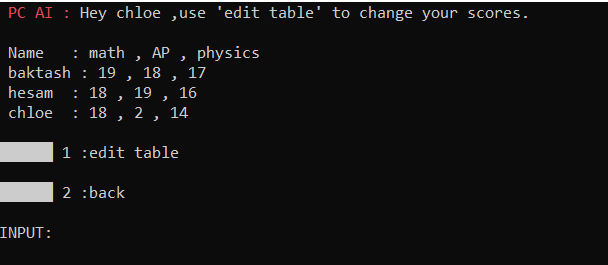 PC AI : Hey chloe ,use 'edit table' to change your scores.
Name : math , AP , physics
baktash : 19 , 18 , 17
hesam : 18 , 19 , 16
chloe : 18 , 2 , 14
1 :edit table
2 :back
INPUT: